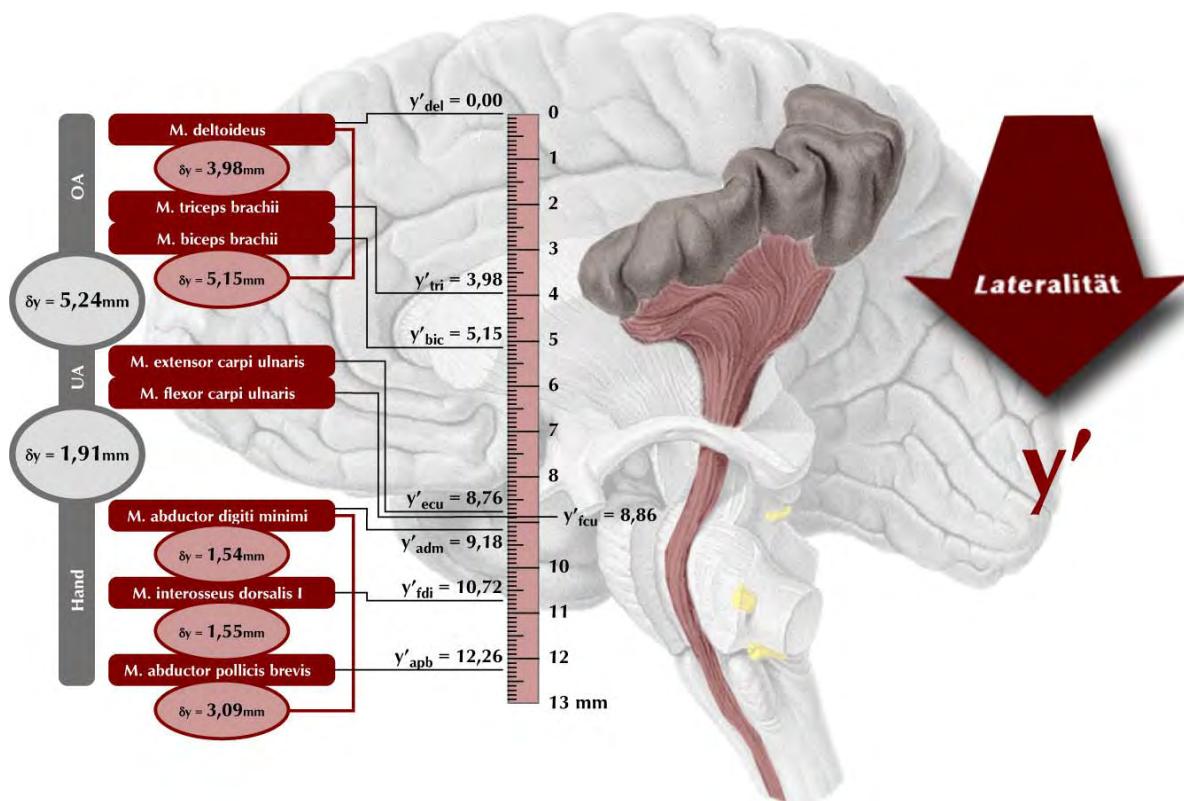 OA
UA
Hand
δy = 5,24mm
δy = 1,91mm
M. deltoideus
δy = 3,98mm
M. triceps brachii
M. biceps brachii
δy = 5,15mm
M. extensor carpi ulnaris
M. flexor carpi ulnaris
M. abductor digiti minimi
δy = 1,54mm
M. interosseus dorsalis I
δy = 1,55mm
M. abductor pollicis brevis
δy = 3,09mm
y'del = 0,00
y'tri = 3,98
y'bic = 5,15
y'ecu = 8,76
y'fcu = 8,86
y'adm = 9,18
y'fdi = 10,72
y'apb = 12,26
0
1
2
3
4
5
6
7
8
10
11
12
13 mm
Lateralität
y'